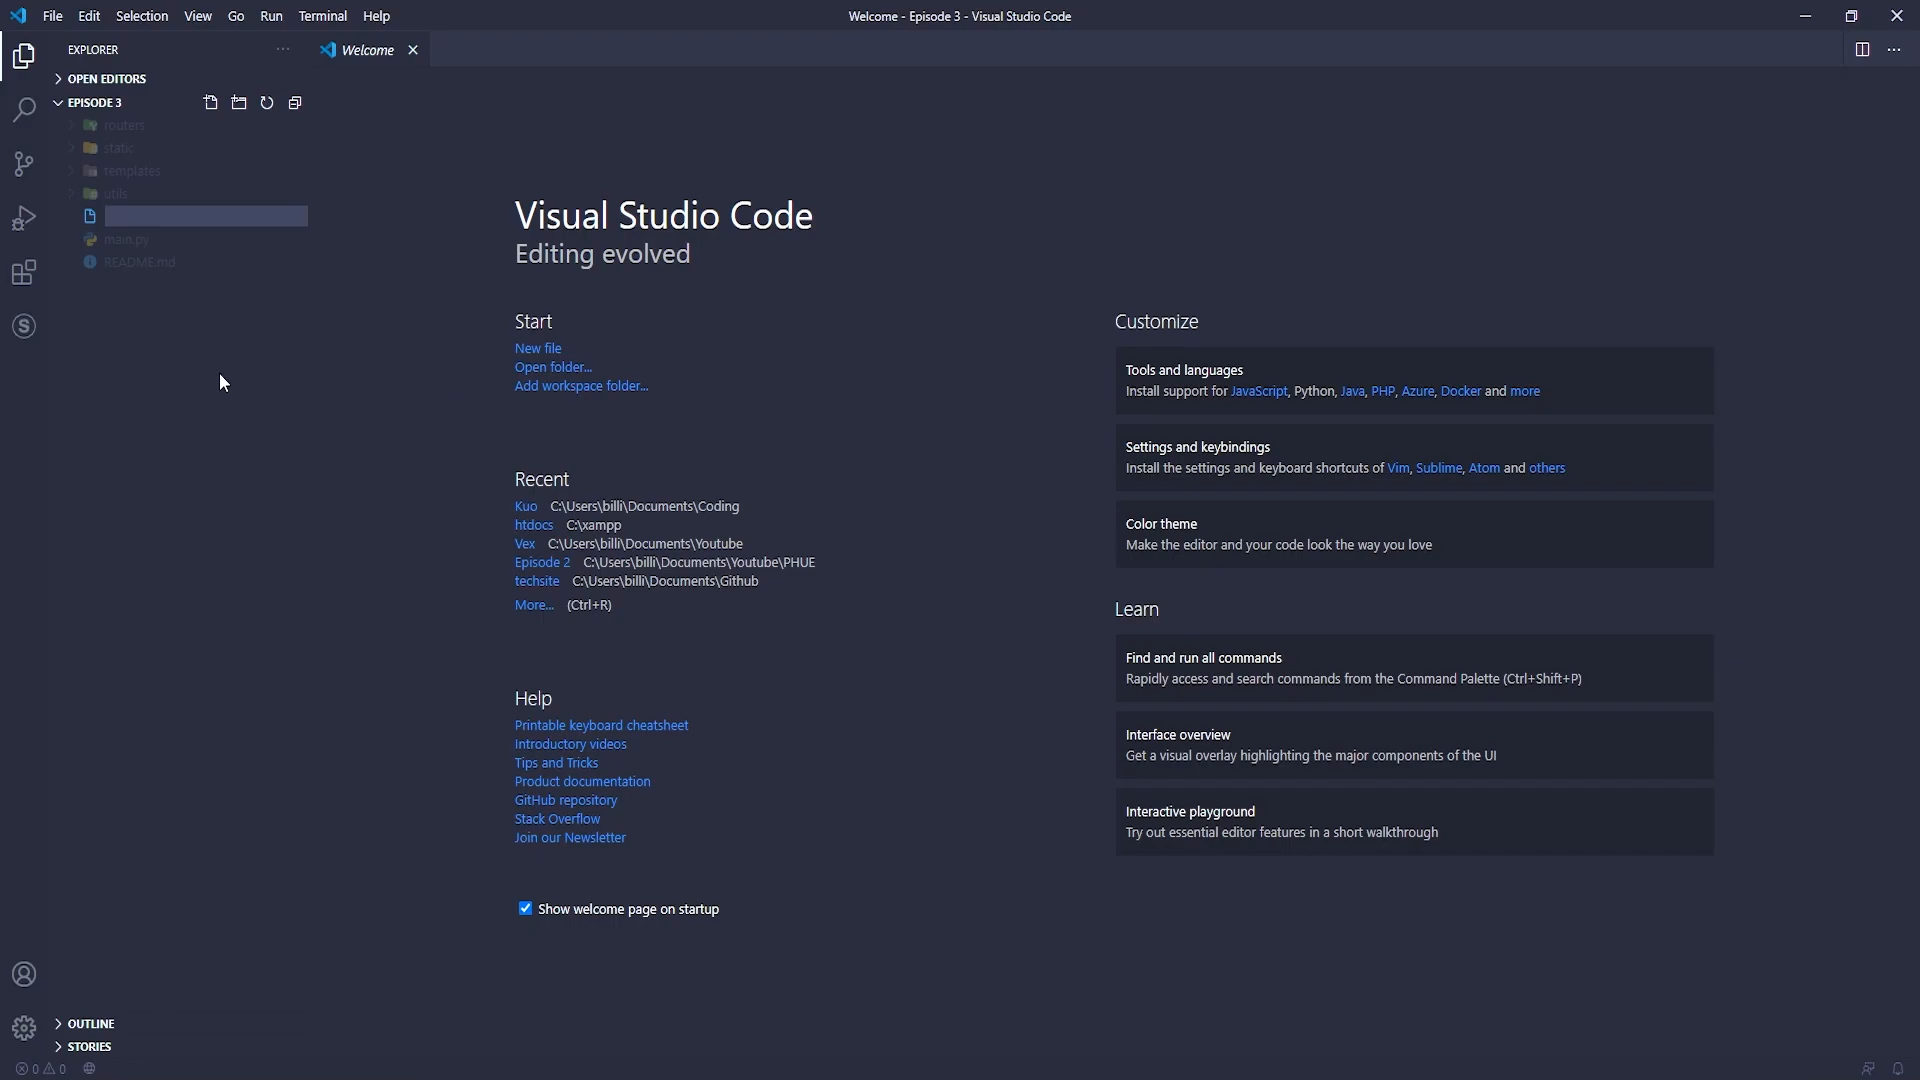 File Edit Selection View Go Run Terminal Help
Welcome - Episode 3 - Visual Studio Code
EXPLORER
Welcome
OPEN EDITORS
EPISODE 3
routers
static
templates
utils
main.py
README.md
Visual Studio Code
Editing evolved
Start
New file
Open folder...
Add workspace folder...
Recent
Kuo C:\Users\billi\Documents\Coding
htdocs C:\xampp
Vex C:\Users\billi\Documents\Youtube
Episode 2 C:\Users\billi\Documents\Youtube\PHUE
techsite C:\Users\billi\Documents\Github
More... (Ctrl+R)
Help
Printable keyboard cheatsheet
Introductory videos
Tips and Tricks
Product documentation
GitHub repository
Stack Overflow
Join our Newsletter
Show welcome page on startup
Customize
Tools and languages
Install support for JavaScript, Python, Java, PHP, Azure, Docker and more
Settings and keybindings
Install the settings and keyboard shortcuts of Vim, Sublime, Atom and others
Color theme
Make the editor and your code look the way you love
Learn
Find and run all commands
Rapidly access and search commands from the Command Palette (Ctrl+Shift+P)
Interface overview
Get a visual overlay highlighting the major components of the UI
Interactive playground
Try out essential editor features in a short walkthrough
OUTLINE
STORIES
0 0